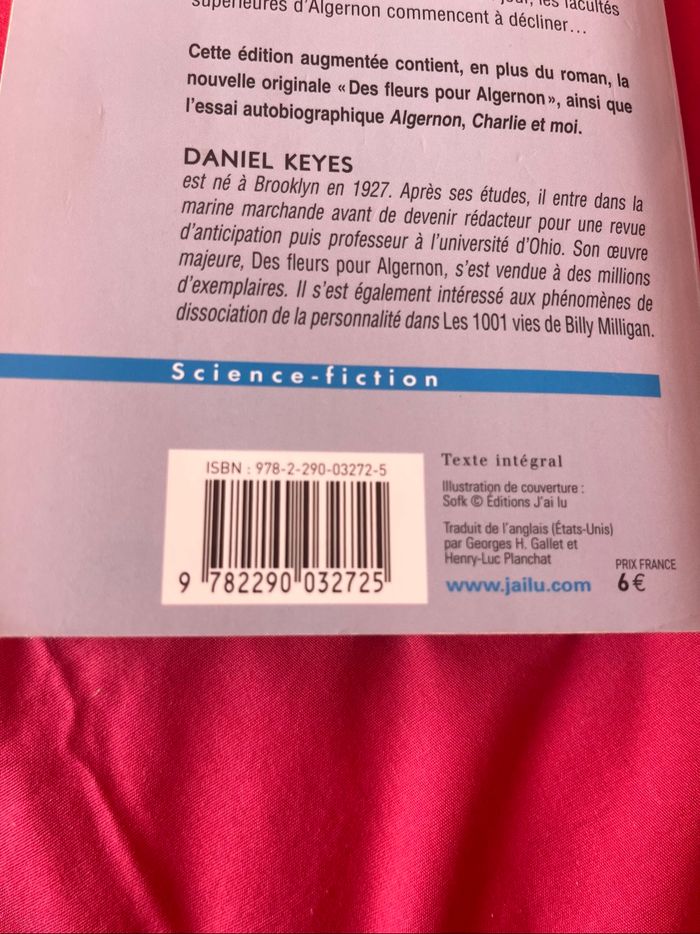 supérieures d'Algernon commencent à décliner…
Cette édition augmentée contient, en plus du roman, la
nouvelle originale « Des fleurs pour Algernon », ainsi que
l'essai autobiographique Algernon, Charlie et moi.
DANIEL KEYES
est né à Brooklyn en 1927. Après ses études, il entre dans la
marine marchande avant de devenir rédacteur pour une revue
d'anticipation puis professeur à l'université d'Ohio. Son œuvre
majeure, Des fleurs pour Algernon, s'est vendue à des millions
d'exemplaires. Il s'est également intéressé aux phénomènes de
dissociation de la personnalité dans Les 1001 vies de Billy Milligan.
Science-fiction
ISBN : 978-2-290-03272-5
9 782290 032725
Texte intégral
Illustration de couverture :
Sofk © Éditions J'ai lu
Traduit de l'anglais (États-Unis)
par Georges H. Gallet et
Henry-Luc Planchat
www.jailu.com
PRIX FRANCE
6 €